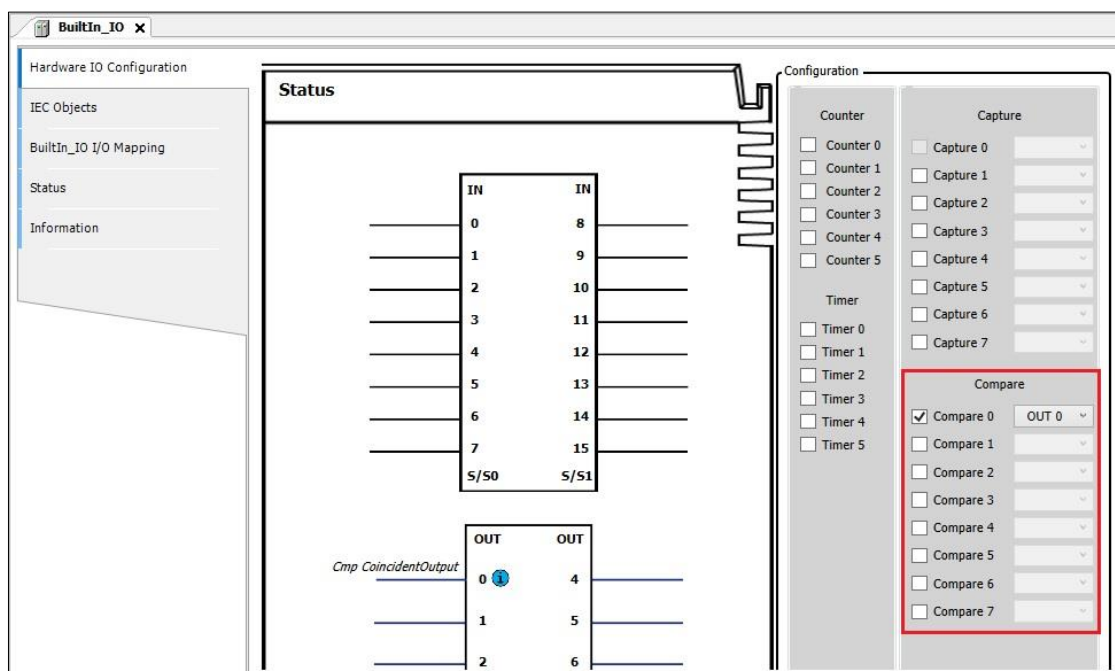 BuiltIn_IO X
Hardware IO Configuration
IEC Objects
BuiltIn_IO I/O Mapping
Status
Information
Status
IN IN
0 8
1 9
2 10
3 11
4 12
5 13
6 14
7 15
S/S0 S/S1
OUT OUT
Cmp CoincidentOutput
0 i 4
1 5
2 6
Configuration
Counter
Counter 0
Counter 1
Counter 2
Counter 3
Counter 4
Counter 5
Timer
Timer 0
Timer 1
Timer 2
Timer 3
Timer 4
Timer 5
Capture
Capture 0
Capture 1
Capture 2
Capture 3
Capture 4
Capture 5
Capture 6
Capture 7
Compare
Compare 0 OUT 0
Compare 1
Compare 2
Compare 3
Compare 4
Compare 5
Compare 6
Compare 7